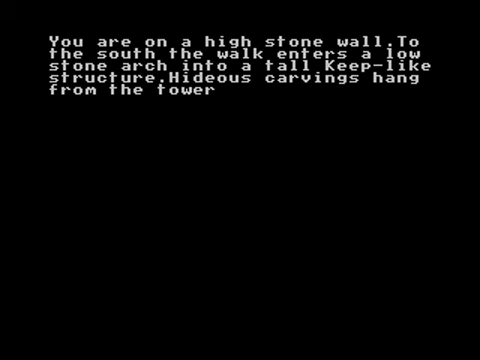 You are on a high stone wall.To
the south the walk enters a low
stone arch into a tall Keep-like
structure.Hideous carvings hang
from the tower